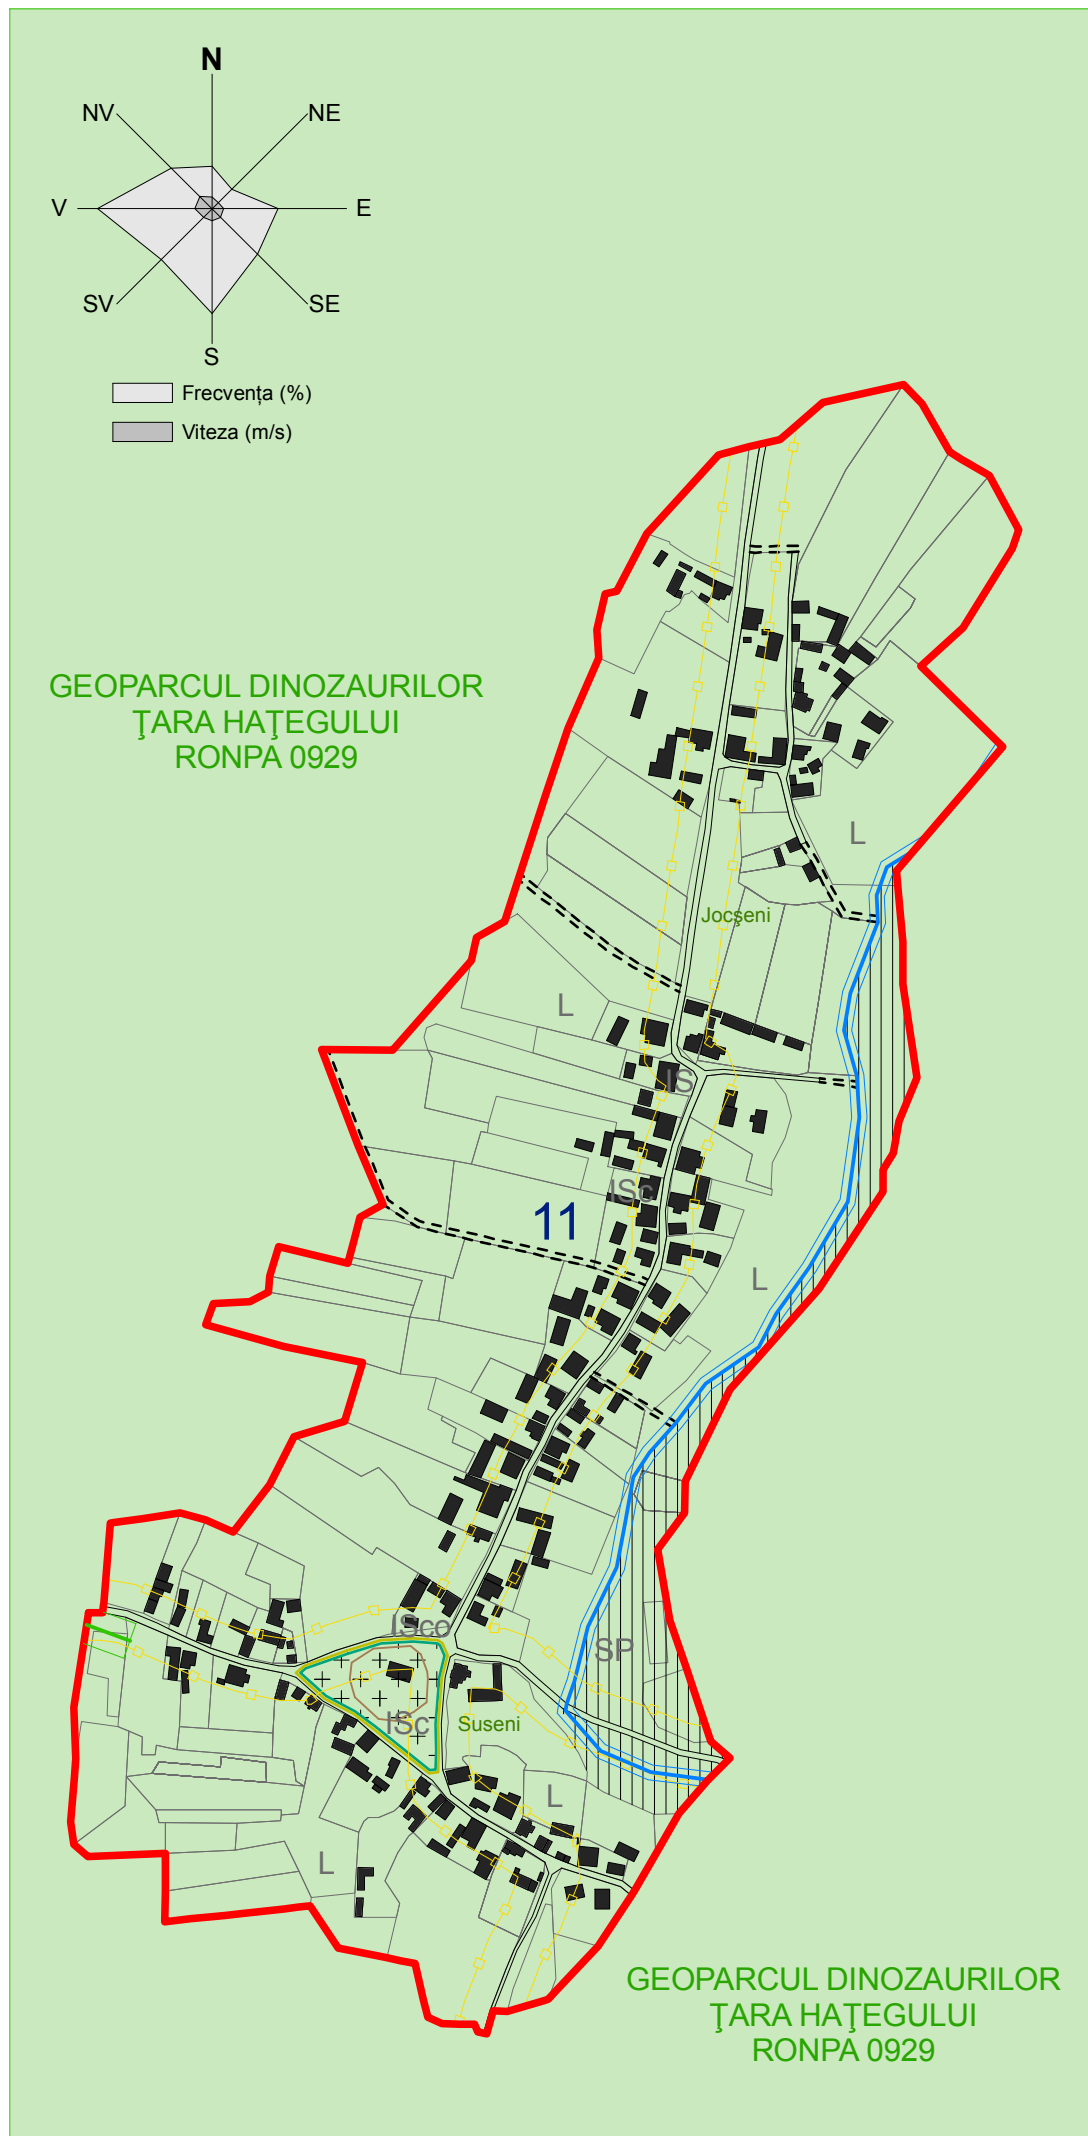 N
NV
NE
V
E
SV
SE
S
Frecvența (%)
Viteza (m/s)
GEOPARCUL DINOZAURILOR
ŢARA HAŢEGULUI
RONPA 0929
L
Jocşeni
L
IS
ISc
11
L
ISco
SP
ISc
Suseni
L
L
GEOPARCUL DINOZAURILOR
ŢARA HAŢEGULUI
RONPA 0929